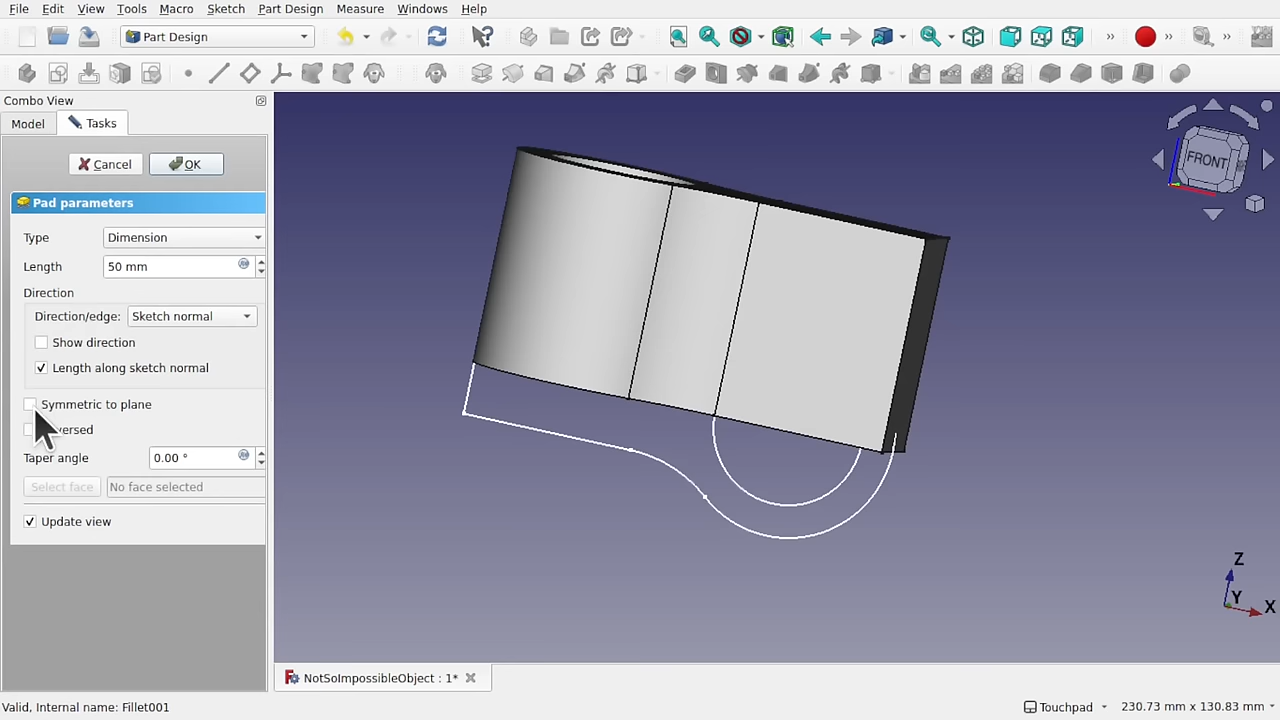 File Edit View Tools Macro Sketch Part Design Measure Windows Help
Part Design
Combo View
Model Tasks
Cancel OK
Pad parameters
Type Dimension
Length 50 mm
Direction
Direction/edge: Sketch normal
Show direction
Length along sketch normal
Symmetric to plane
Taper angle 0.00 °
Select face No face selected
Update view
FRONT
Z
Y X
NotSoImpossibleObject : 1*
Valid, Internal name: Fillet001 Touchpad 230.73 mm x 130.83 mm